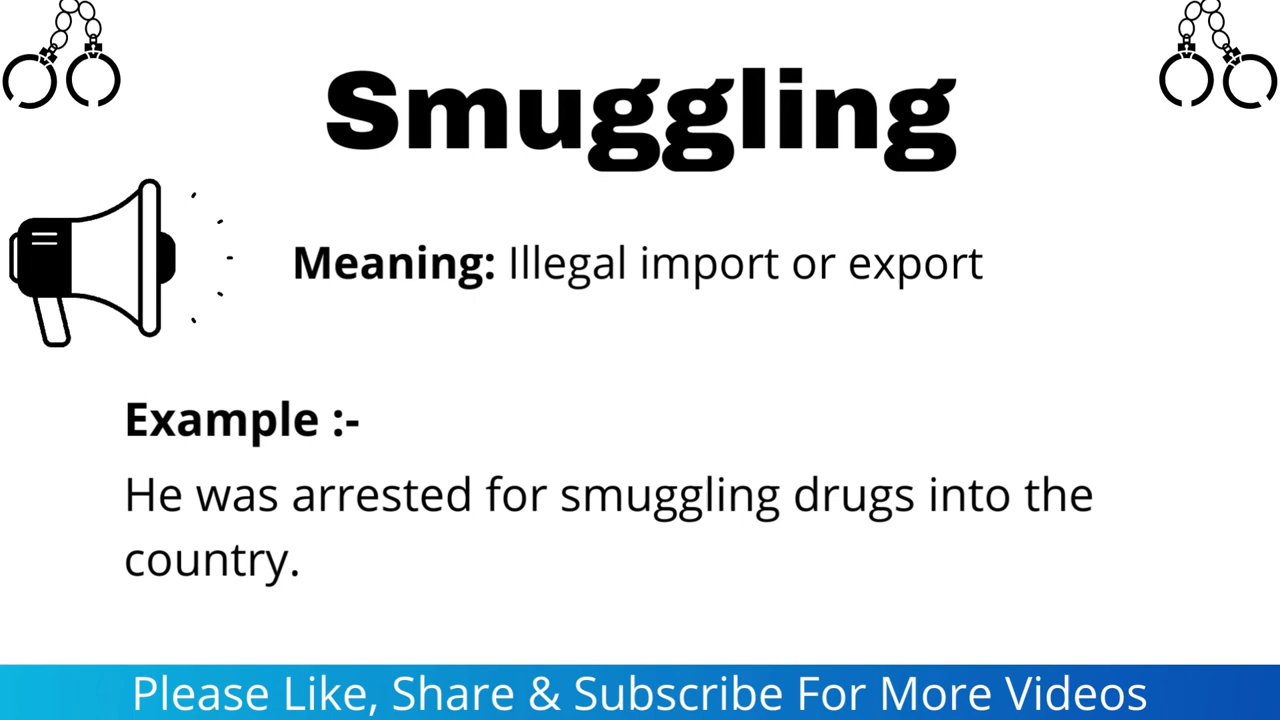 Smuggling
Meaning: Illegal import or export
Example :-
He was arrested for smuggling drugs into the
country.
Please Like, Share & Subscribe For More Videos